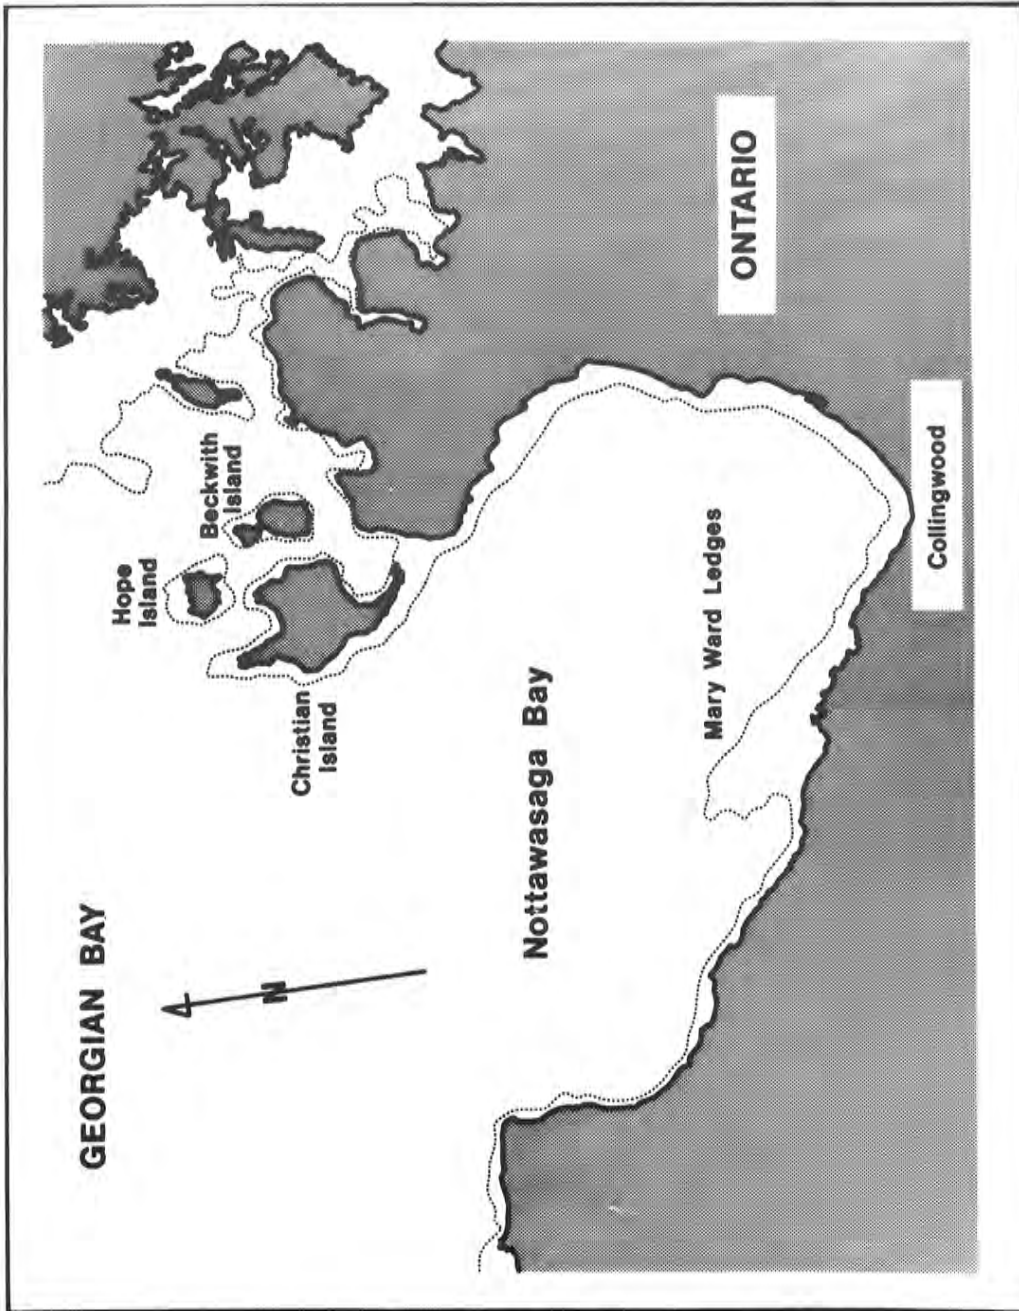 GEORGIAN BAY
N
Hope
Island
Beckwith
Island
Christian
Island
Nottawasaga Bay
Mary Ward Ledges
ONTARIO
Collingwood